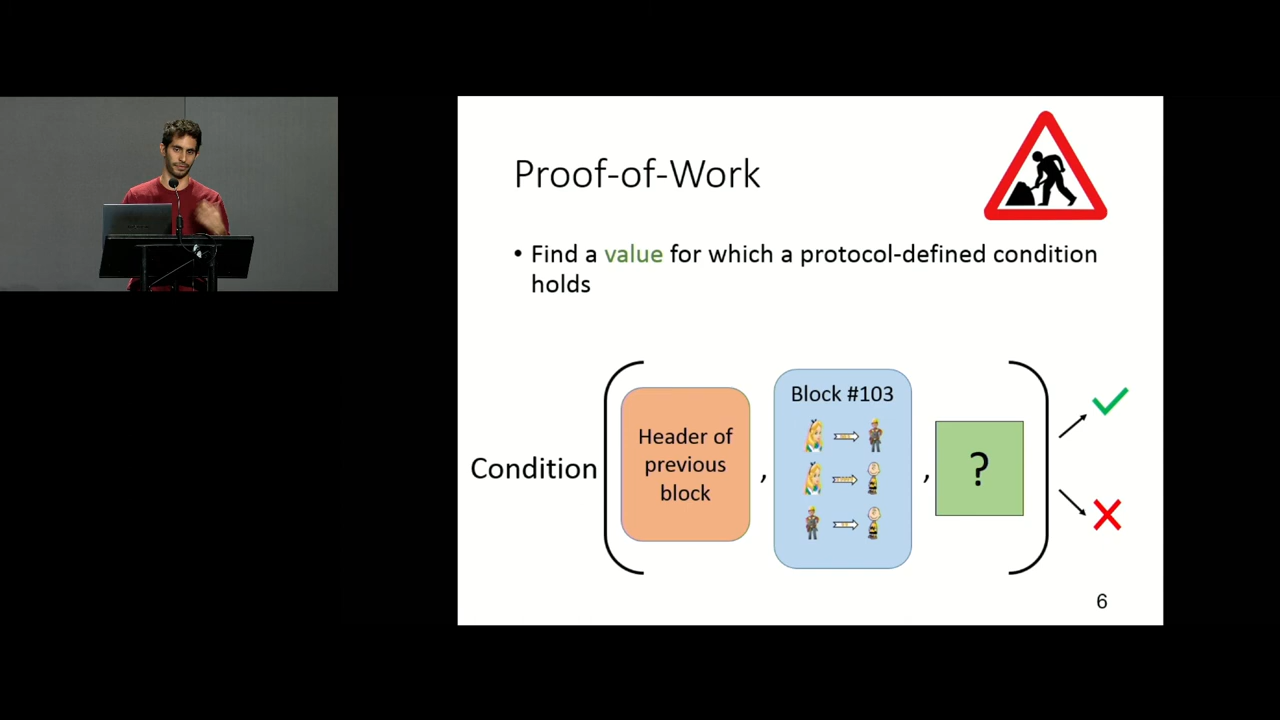 Proof-of-Work
• Find a value for which a protocol-defined condition
holds
Condition
Header of
previous
block
,
Block #103
,
?
6